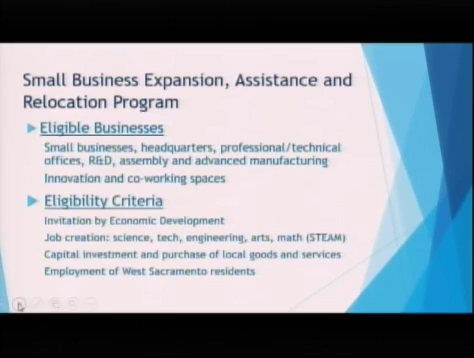 Small Business Expansion, Assistance and
Relocation Program
Eligible Businesses
Small businesses, headquarters, professional/technical
offices, R&D, assembly and advanced manufacturing
Innovation and co-working spaces
Eligibility Criteria
Invitation by Economic Development
Job creation: science, tech, engineering, arts, math (STEAM)
Capital investment and purchase of local goods and services
Employment of West Sacramento residents